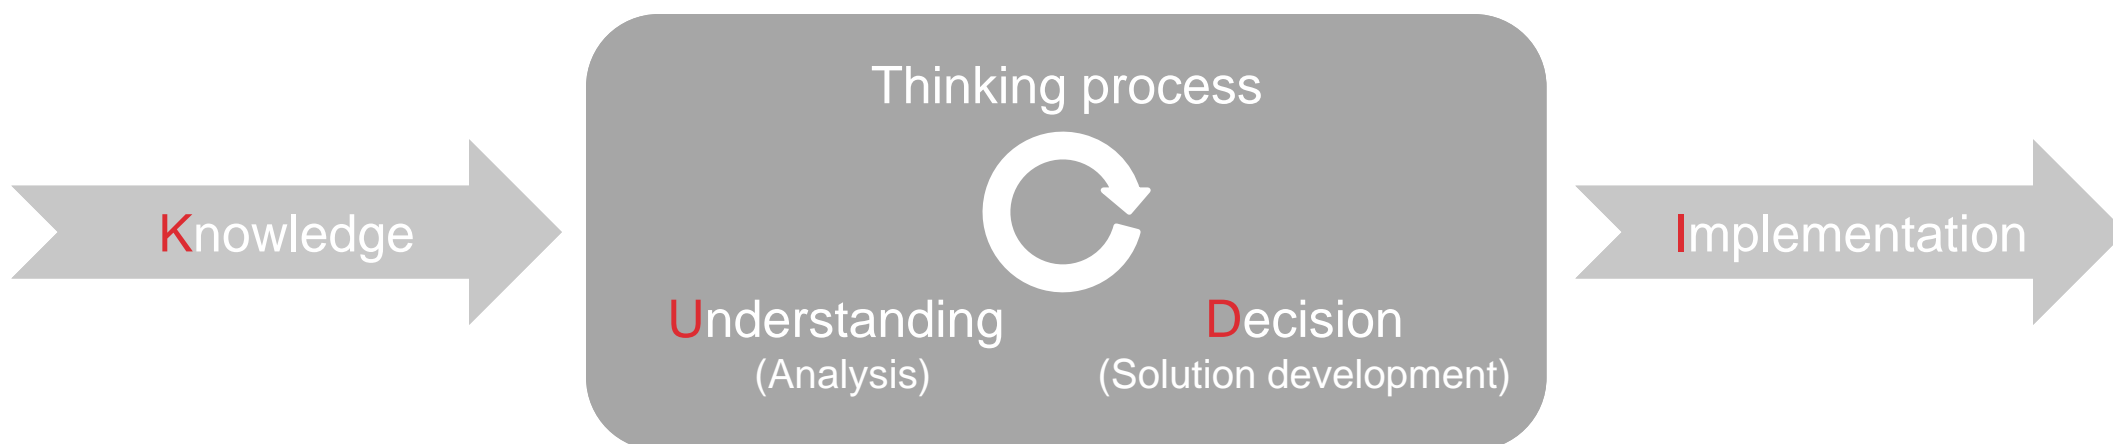 Thinking process
Knowledge
Implementation
Understanding
(Analysis)
Decision
(Solution development)